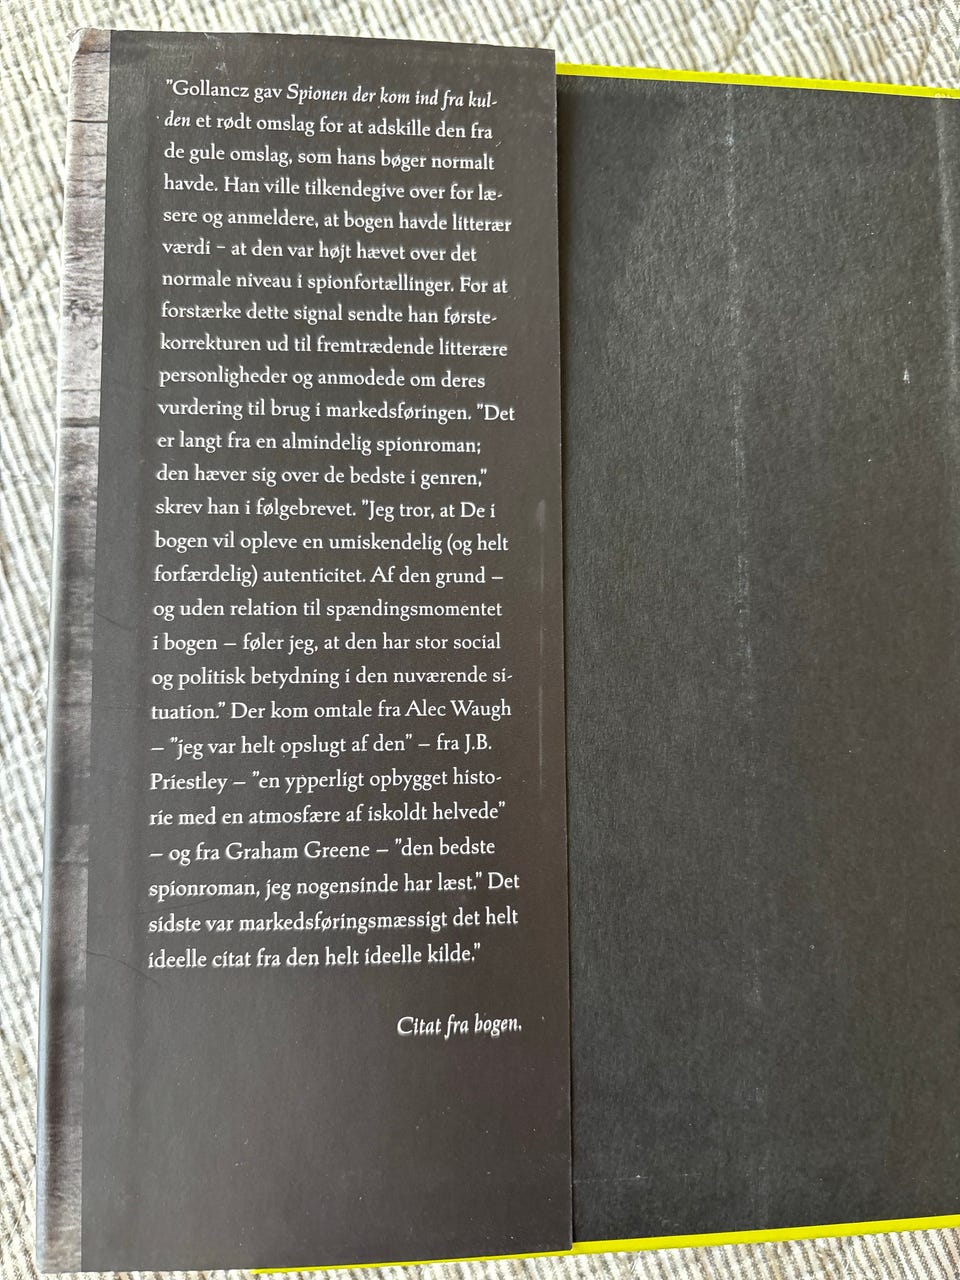 "Gollancz gav Spionen der kom ind fra kul-
den et rødt omslag for at adskille den fra
de gule omslag, som hans bøger normalt
havde. Han ville tilkendegive over for læ-
sere og anmeldere, at bogen havde litterær
værdi – at den var højt hævet over det
normale niveau i spionfortællinger. For at
forstærke dette signal sendte han første-
korrekturen ud til fremtrædende litterære
personligheder og anmodede om deres
vurdering til brug i markedsføringen. "Det
er langt fra en almindelig spionroman;
den hæver sig over de bedste i genren,"
skrev han i følgebrevet. "Jeg tror, at De i
bogen vil opleve en umiskendelig (og helt
forfærdelig) autenticitet. Af den grund –
og uden relation til spændingsmomentet
i bogen – føler jeg, at den har stor social
og politisk betydning i den nuværende si-
tuation." Der kom omtale fra Alec Waugh
– "jeg var helt opslugt af den" – fra J.B.
Priestley – "en ypperligt opbygget histo-
rie med en atmosfære af iskoldt helvede"
– og fra Graham Greene – "den bedste
spionroman, jeg nogensinde har læst." Det
sidste var markedsføringsmæssigt det helt
ideelle citat fra den helt ideelle kilde."
Citat fra bogen.